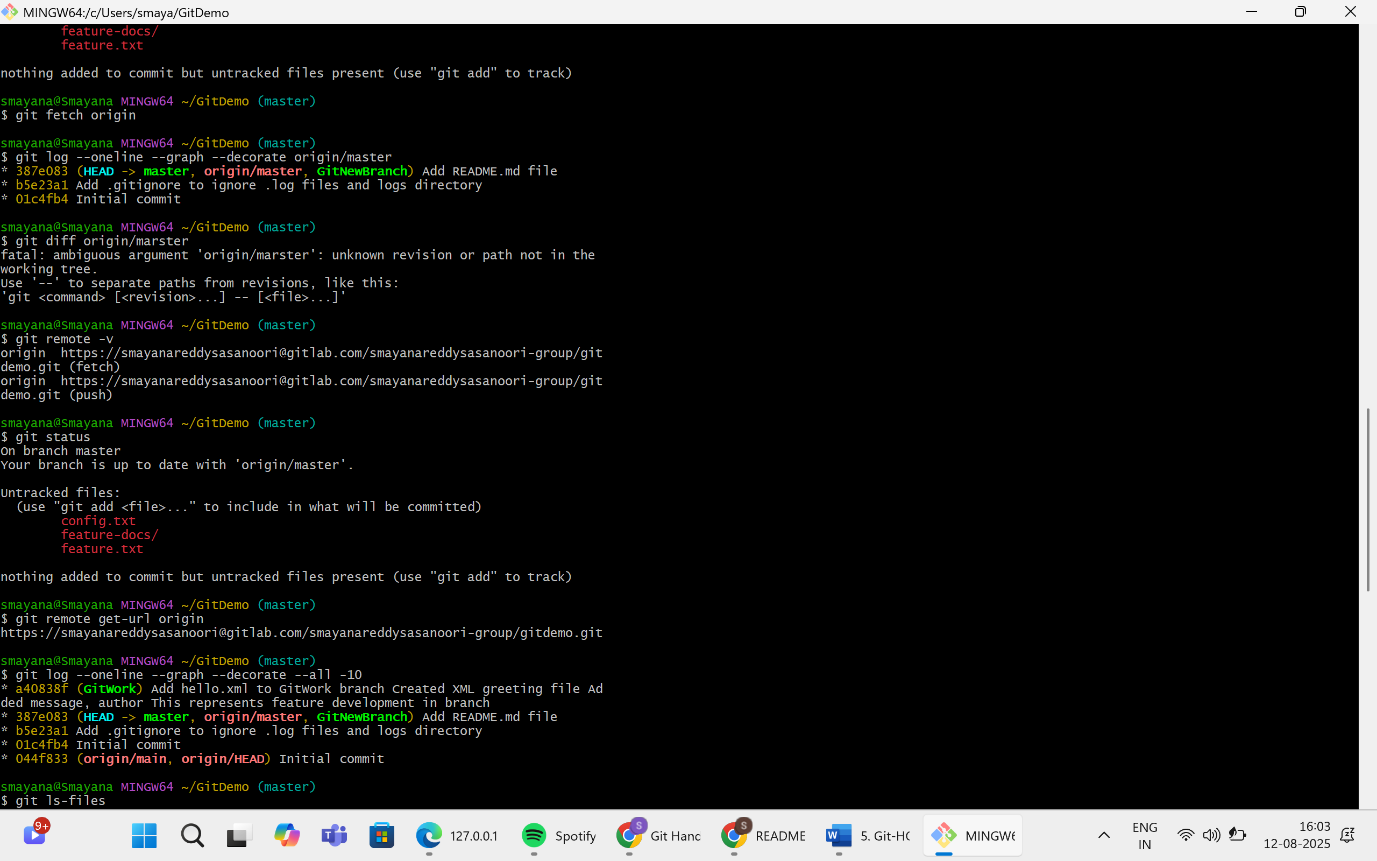 MINGW64:/c/Users/smaya/GitDemo
feature-docs/
feature.txt
nothing added to commit but untracked files present (use "git add" to track)
smayana@Smayana MINGW64 ~/GitDemo (master)
$ git fetch origin
smayana@Smayana MINGW64 ~/GitDemo (master)
$ git log --oneline --graph --decorate origin/master
* 387e083 (HEAD -> master, origin/master, GitNewBranch) Add README.md file
* b5e23a1 Add .gitignore to ignore .log files and logs directory
* 01c4fb4 Initial commit
smayana@Smayana MINGW64 ~/GitDemo (master)
$ git diff origin/marster
fatal: ambiguous argument 'origin/marster': unknown revision or path not in the
working tree.
Use '--' to separate paths from revisions, like this:
'git <command> [<revision>...] -- [<file>...]'
smayana@Smayana MINGW64 ~/GitDemo (master)
$ git remote -v
origin  https://smayanareddysasanoori@gitlab.com/smayanareddysasanoori-group/git
demo.git (fetch)
origin  https://smayanareddysasanoori@gitlab.com/smayanareddysasanoori-group/git
demo.git (push)
smayana@Smayana MINGW64 ~/GitDemo (master)
$ git status
On branch master
Your branch is up to date with 'origin/master'.
Untracked files:
(use "git add <file>..." to include in what will be committed)
config.txt
feature-docs/
feature.txt
nothing added to commit but untracked files present (use "git add" to track)
smayana@Smayana MINGW64 ~/GitDemo (master)
$ git remote get-url origin
https://smayanareddysasanoori@gitlab.com/smayanareddysasanoori-group/gitdemo.git
smayana@Smayana MINGW64 ~/GitDemo (master)
$ git log --oneline --graph --decorate --all -10
* a40838f (GitWork) Add hello.xml to GitWork branch Created XML greeting file Ad
ded message, author This represents feature development in branch
* 387e083 (HEAD -> master, origin/master, GitNewBranch) Add README.md file
* b5e23a1 Add .gitignore to ignore .log files and logs directory
* 01c4fb4 Initial commit
* 044f833 (origin/main, origin/HEAD) Initial commit
smayana@Smayana MINGW64 ~/GitDemo (master)
$ git ls-files
9+
127.0.0.1
Spotify
S
Git Hanc
S
README
5. Git-HO
MINGW6
ENG
IN
16:03
12-08-2025